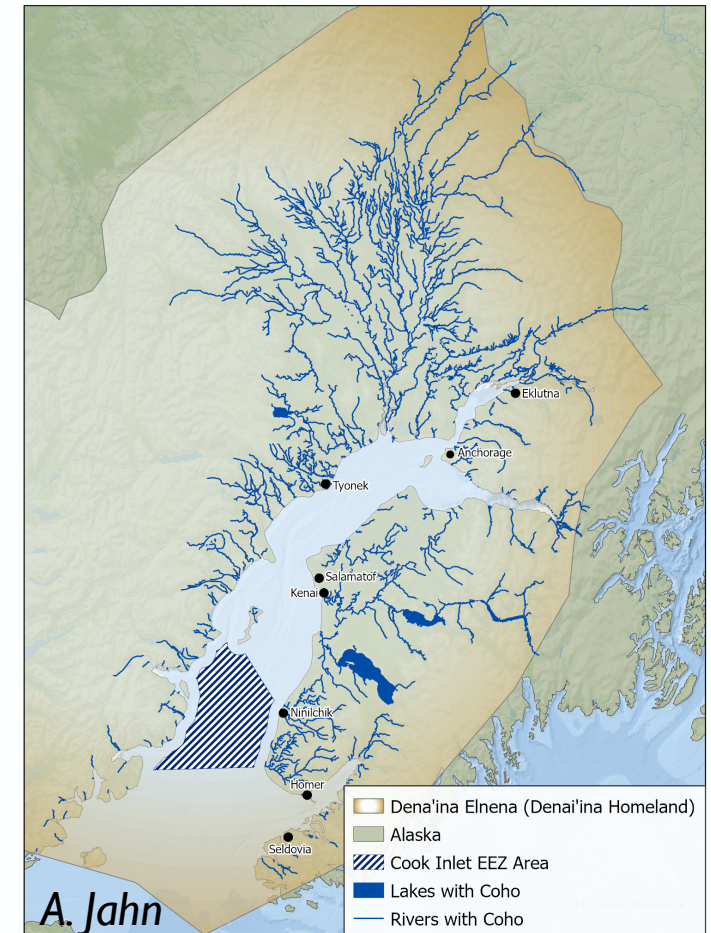 Eklutna
Anchorage
Tyonek
Salamatof
Kenai
Ninilchik
Homer
Seldovia
Dena'ina Elnena (Denai'ina Homeland)
Alaska
Cook Inlet EEZ Area
Lakes with Coho
Rivers with Coho
A. Jahn